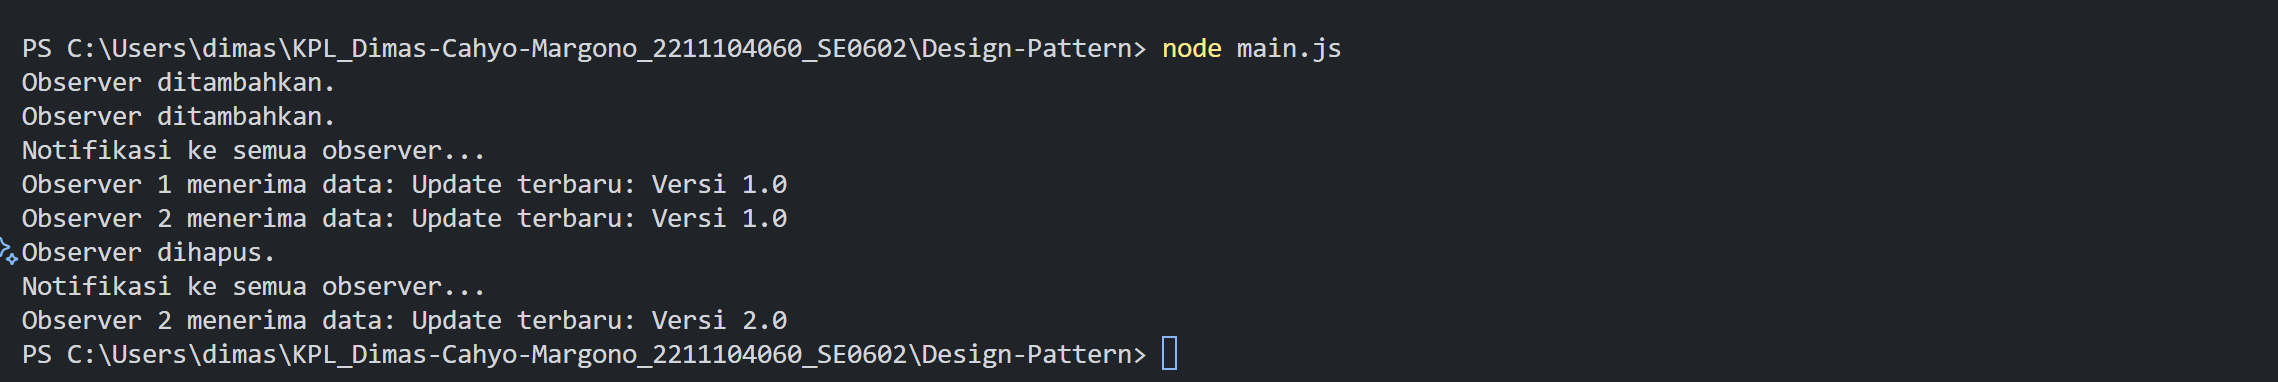 PS C:\Users\dimas\KPL_Dimas-Cahyo-Margono_2211104060_SE0602\Design-Pattern> node main.js
Observer ditambahkan.
Observer ditambahkan.
Notifikasi ke semua observer...
Observer 1 menerima data: Update terbaru: Versi 1.0
Observer 2 menerima data: Update terbaru: Versi 1.0
Observer dihapus.
Notifikasi ke semua observer...
Observer 2 menerima data: Update terbaru: Versi 2.0
PS C:\Users\dimas\KPL_Dimas-Cahyo-Margono_2211104060_SE0602\Design-Pattern>